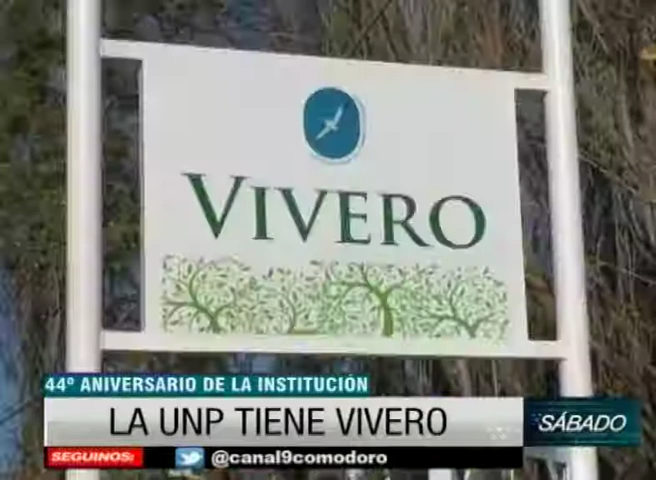 VIVERO
44º ANIVERSARIO DE LA INSTITUCIÓN
LA UNP TIENE VIVERO
SÁBADO
SEGUINOS: @canal9comodoro